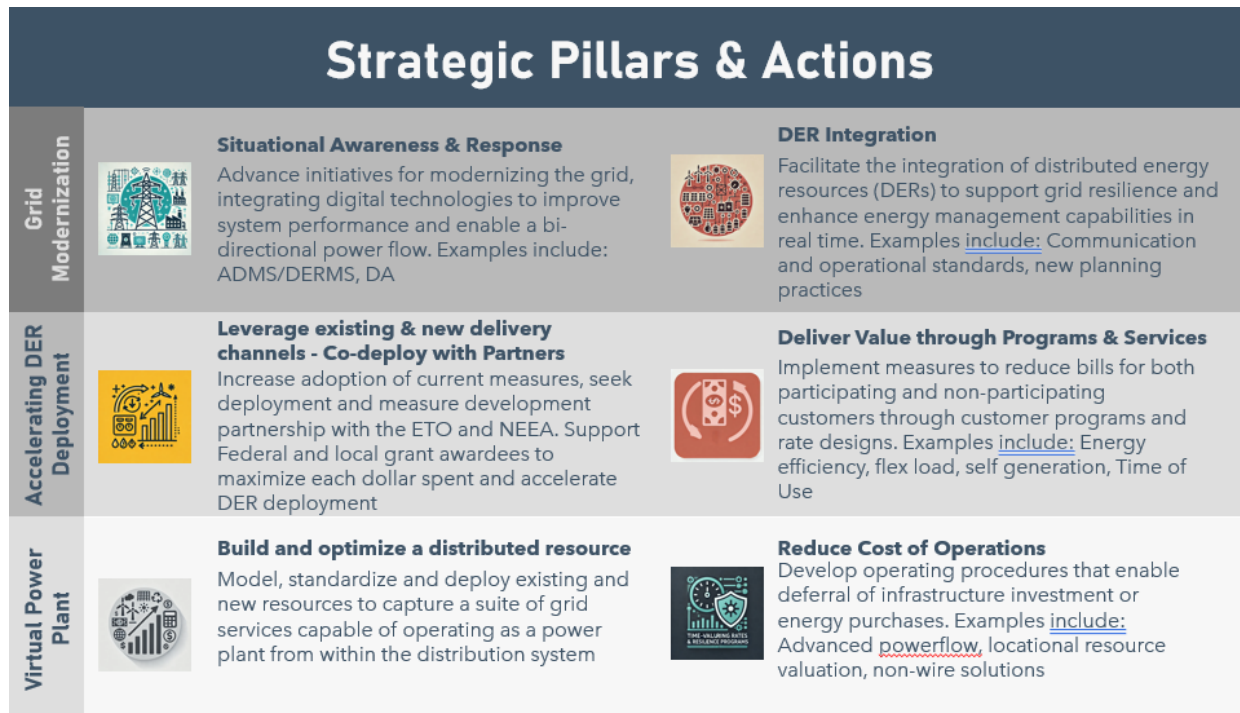 Strategic Pillars & Actions
Grid
Modernization
Situational Awareness & Response
Advance initiatives for modernizing the grid,
integrating digital technologies to improve
system performance and enable a bi-
directional power flow. Examples include:
ADMS/DERMS, DA
DER Integration
Facilitate the integration of distributed energy
resources (DERs) to support grid resilience and
enhance energy management capabilities in
real time. Examples include: Communication
and operational standards, new planning
practices
Accelerating DER
Deployment
Leverage existing & new delivery
channels - Co-deploy with Partners
Increase adoption of current measures, seek
deployment and measure development
partnership with the ETO and NEEA. Support
Federal and local grant awardees to
maximize each dollar spent and accelerate
DER deployment
Deliver Value through Programs & Services
Implement measures to reduce bills for both
participating and non-participating
customers through customer programs and
rate designs. Examples include: Energy
efficiency, flex load, self generation, Time of
Use
Virtual Power
Plant
Build and optimize a distributed resource
Model, standardize and deploy existing and
new resources to capture a suite of grid
services capable of operating as a power
plant from within the distribution system
TIME-VALUBING RATES
& RESILIENCE PROGRAMS
Reduce Cost of Operations
Develop operating procedures that enable
deferral of infrastructure investment or
energy purchases. Examples include:
Advanced powerflow, locational resource
valuation, non-wire solutions